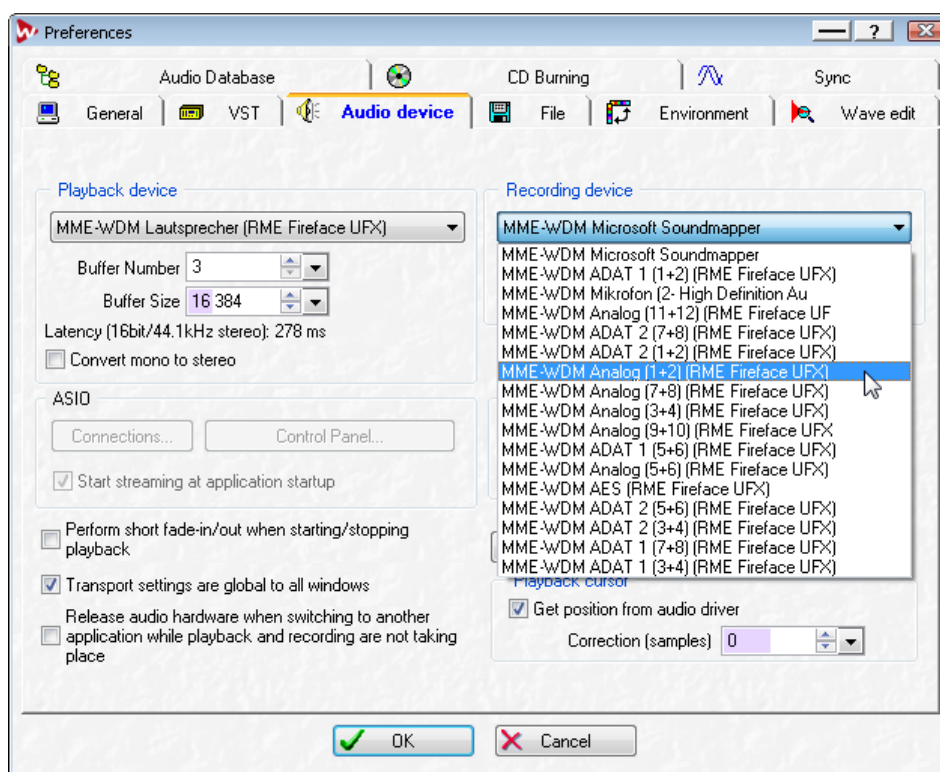 Preferences
?
Audio Database
CD Burning
Sync
General
VST
Audio device
File
Environment
Wave edit
Playback device
MME-WDM Lautsprecher (RME Fireface UFX)
Buffer Number 3
Buffer Size 16 384
Latency (16bit/44.1kHz stereo): 278 ms
Convert mono to stereo
ASIO
Connections...
Control Panel...
Start streaming at application startup
Perform short fade-in/out when starting/stopping
playback
Transport settings are global to all windows
Release audio hardware when switching to another
application while playback and recording are not taking
place
Recording device
MME-WDM Microsoft Soundmapper
MME-WDM Microsoft Soundmapper
MME-WDM ADAT 1 (1+2) (RME Fireface UFX)
MME-WDM Mikrofon (2- High Definition Au
MME-WDM Analog (11+12) (RME Fireface UF
MME-WDM ADAT 2 (7+8) (RME Fireface UFX)
MME-WDM ADAT 2 (1+2) (RME Fireface UFX)
MME-WDM Analog (1+2) (RME Fireface UFX)
MME-WDM Analog (7+8) (RME Fireface UFX)
MME-WDM Analog (3+4) (RME Fireface UFX)
MME-WDM Analog (9+10) (RME Fireface UFX
MME-WDM ADAT 1 (5+6) (RME Fireface UFX)
MME-WDM Analog (5+6) (RME Fireface UFX)
MME-WDM AES (RME Fireface UFX)
MME-WDM ADAT 2 (5+6) (RME Fireface UFX)
MME-WDM ADAT 2 (3+4) (RME Fireface UFX)
MME-WDM ADAT 1 (7+8) (RME Fireface UFX)
MME-WDM ADAT 1 (3+4) (RME Fireface UFX)
Playback cursor
Get position from audio driver
Correction (samples) 0
OK
Cancel